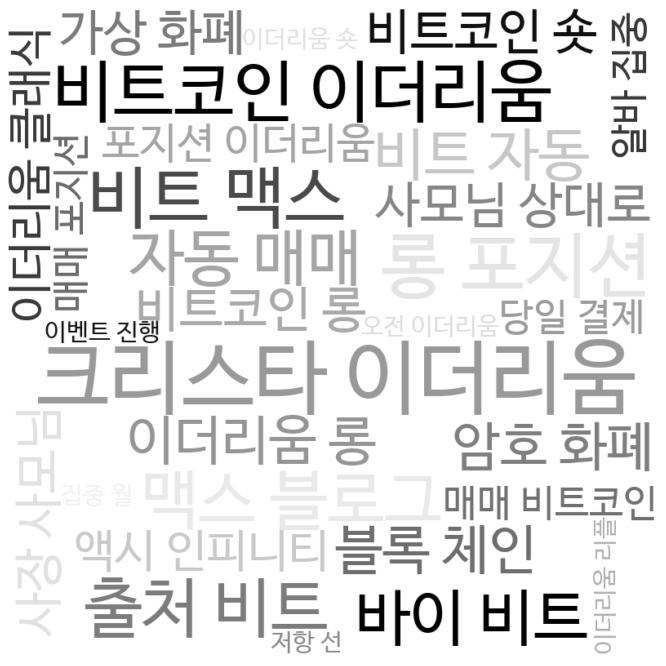 가상 화폐
이더리움 숏
비트코인 숏
이더리움 클래식
비트코인 이더리움
알바 집중
포지션 이더리움
비트 자동
매매 포지션
비트 맥스
사모님 상대로
자동 매매
롱 포지션
비트코인 롱
오전 이더리움
당일 결제
이벤트 진행
크리스타 이더리움
사장 사모님
이더리움 롱
암호 화폐
집중 월
맥스 블로그
매매 비트코인
액시 인피니티
블록 체인
이더리움 리플
출처 비트
바이 비트
저항 선